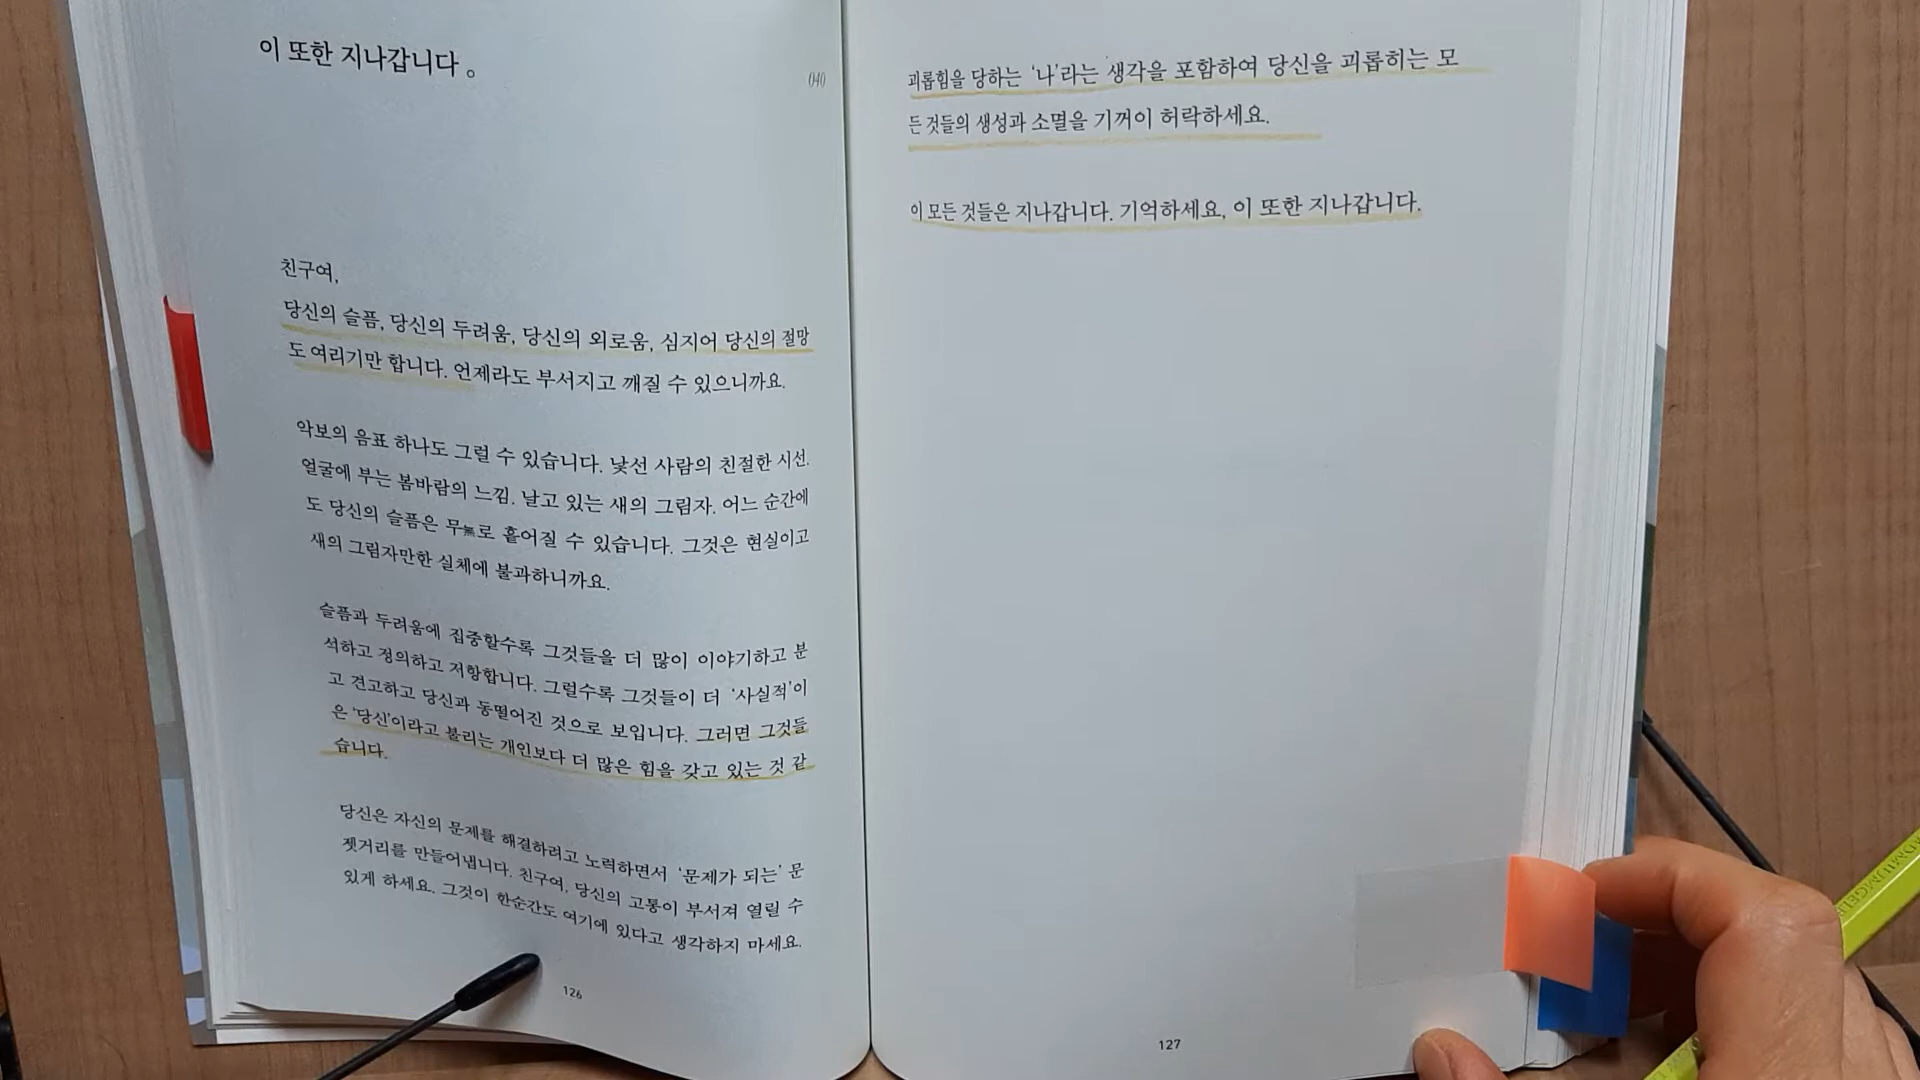 이 또한 지나갑니다。
040
친구여,
당신의 슬픔, 당신의 두려움, 당신의 외로움, 심지어 당신의 절망
도 여리기만 합니다. 언제라도 부서지고 깨질 수 있으니까요.
악보의 음표 하나도 그럴 수 있습니다. 낯선 사람의 친절한 시선.
얼굴에 부는 봄바람의 느낌. 날고 있는 새의 그림자. 어느 순간에
도 당신의 슬픔은 무無로 흩어질 수 있습니다. 그것은 현실이고
새의 그림자만한 실체에 불과하니까요.
슬픔과 두려움에 집중할수록 그것들을 더 많이 이야기하고 분
석하고 정의하고 저항합니다. 그럴수록 그것들이 더 ‘사실적’이
고 견고하고 당신과 동떨어진 것으로 보입니다. 그러면 그것들
은 ‘당신’이라고 불리는 개인보다 더 많은 힘을 갖고 있는 것 같
습니다.
당신은 자신의 문제를 해결하려고 노력하면서 ‘문제가 되는’ 문
젯거리를 만들어냅니다. 친구여, 당신의 고통이 부서져 열릴 수
있게 하세요. 그것이 한순간도 여기에 있다고 생각하지 마세요.
126
괴롭힘을 당하는 ‘나’라는 생각을 포함하여 당신을 괴롭히는 모
든 것들의 생성과 소멸을 기꺼이 허락하세요.
이 모든 것들은 지나갑니다. 기억하세요, 이 또한 지나갑니다.
127